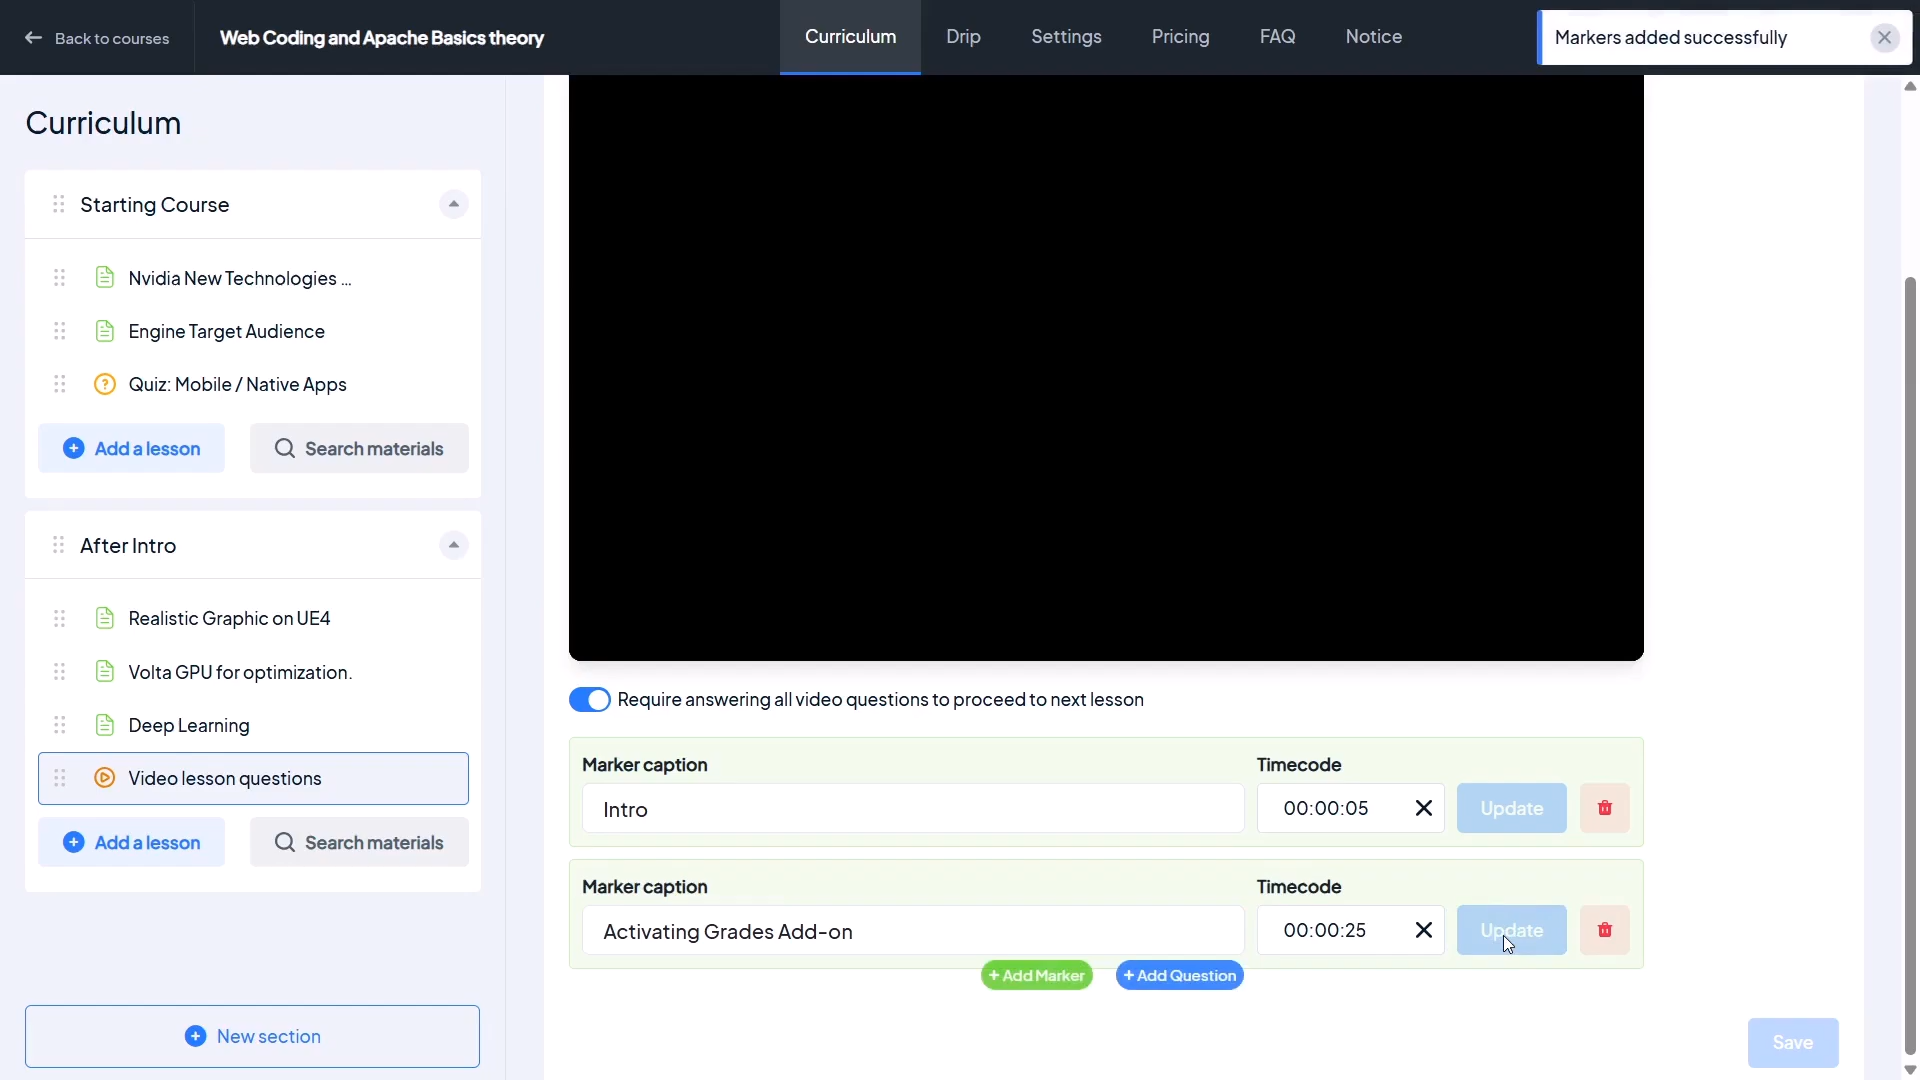 Back to courses
Web Coding and Apache Basics theory
Curriculum
Drip
Settings
Pricing
FAQ
Notice
Markers added successfully
Curriculum
Starting Course
Nvidia New Technologies ...
Engine Target Audience
Quiz: Mobile / Native Apps
Add a lesson
Search materials
After Intro
Realistic Graphic on UE4
Volta GPU for optimization.
Deep Learning
Video lesson questions
Add a lesson
Search materials
New section
Require answering all video questions to proceed to next lesson
Marker caption
Timecode
Intro
00:00:05
Update
Marker caption
Timecode
Activating Grades Add-on
00:00:25
Update
+ Add Marker
+ Add Question
Save